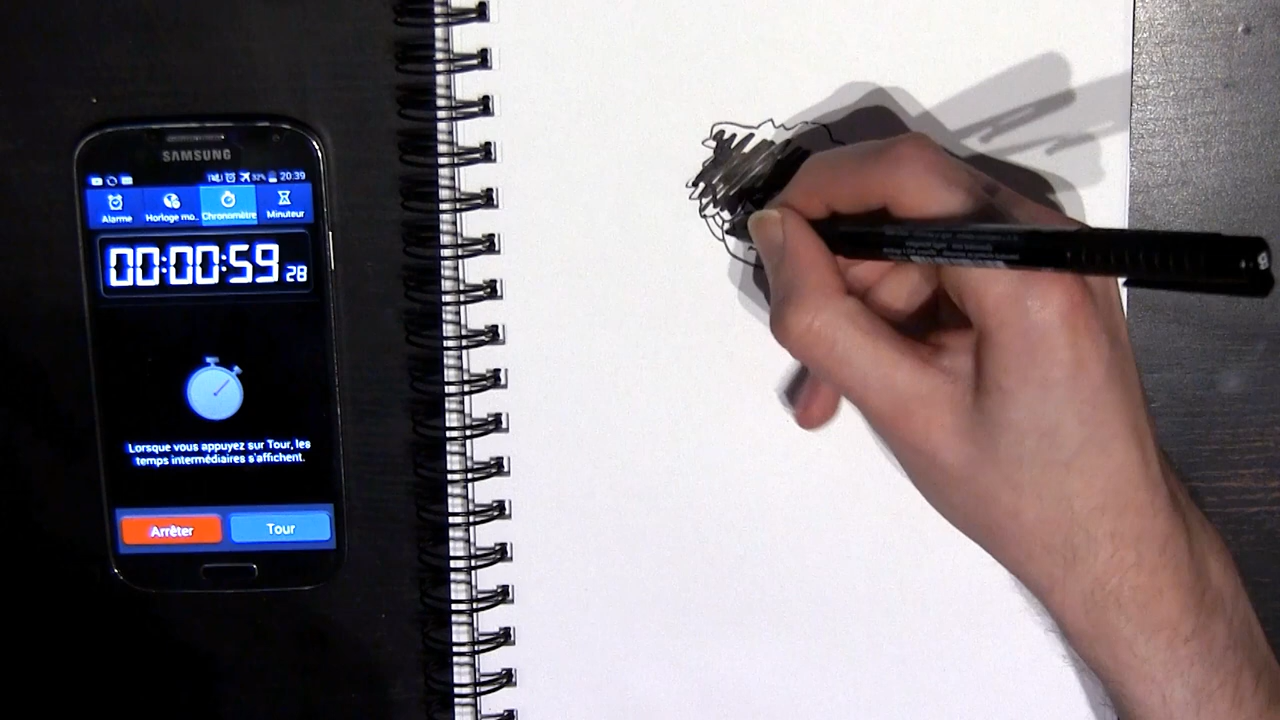 SAMSUNG
32% 20:39
Alarme Horloge mo.. Chronomètre Minuteur
00:00:59 28
Lorsque vous appuyez sur Tour, les
temps intermédiaires s'affichent.
Arrêter Tour
B